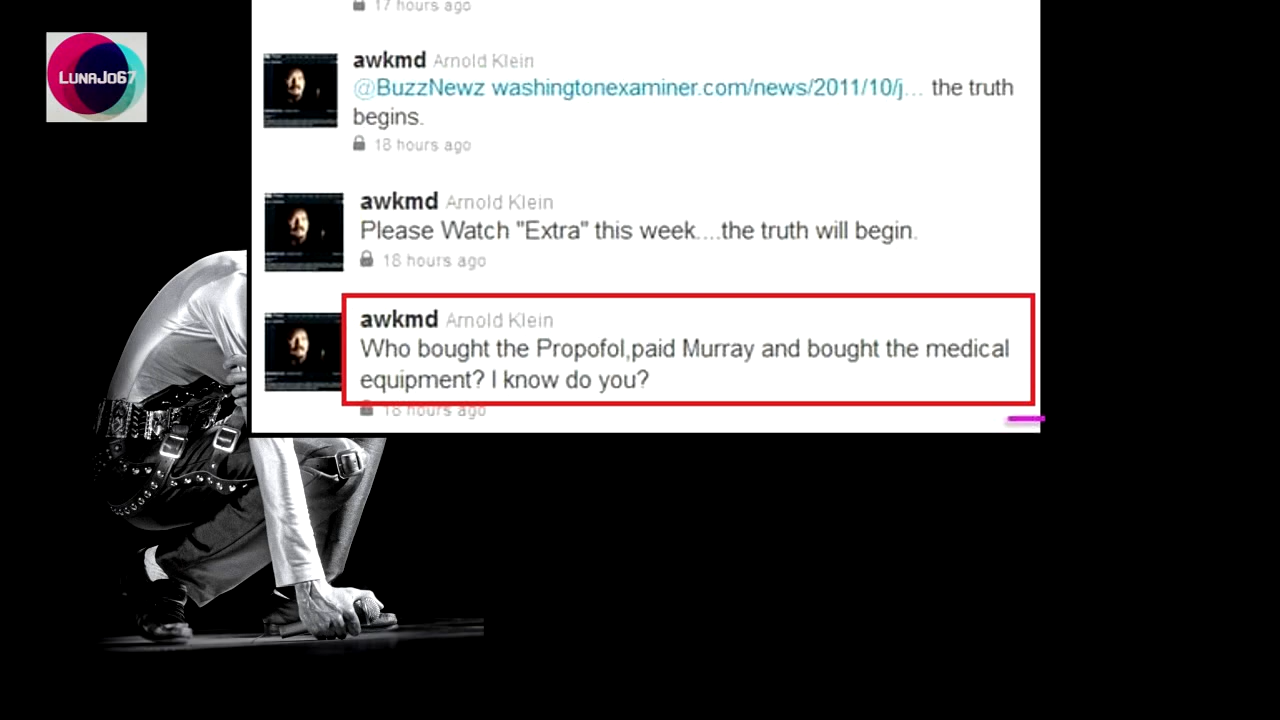 17 hours ago
LUNAJO67
awkmd Arnold Klein
@BuzzNewz washingtonexaminer.com/news/2011/10/j... the truth
begins.
18 hours ago
awkmd Arnold Klein
Please Watch "Extra" this week....the truth will begin.
18 hours ago
awkmd Arnold Klein
Who bought the Propofol,paid Murray and bought the medical
equipment? I know do you?
18 hours ago